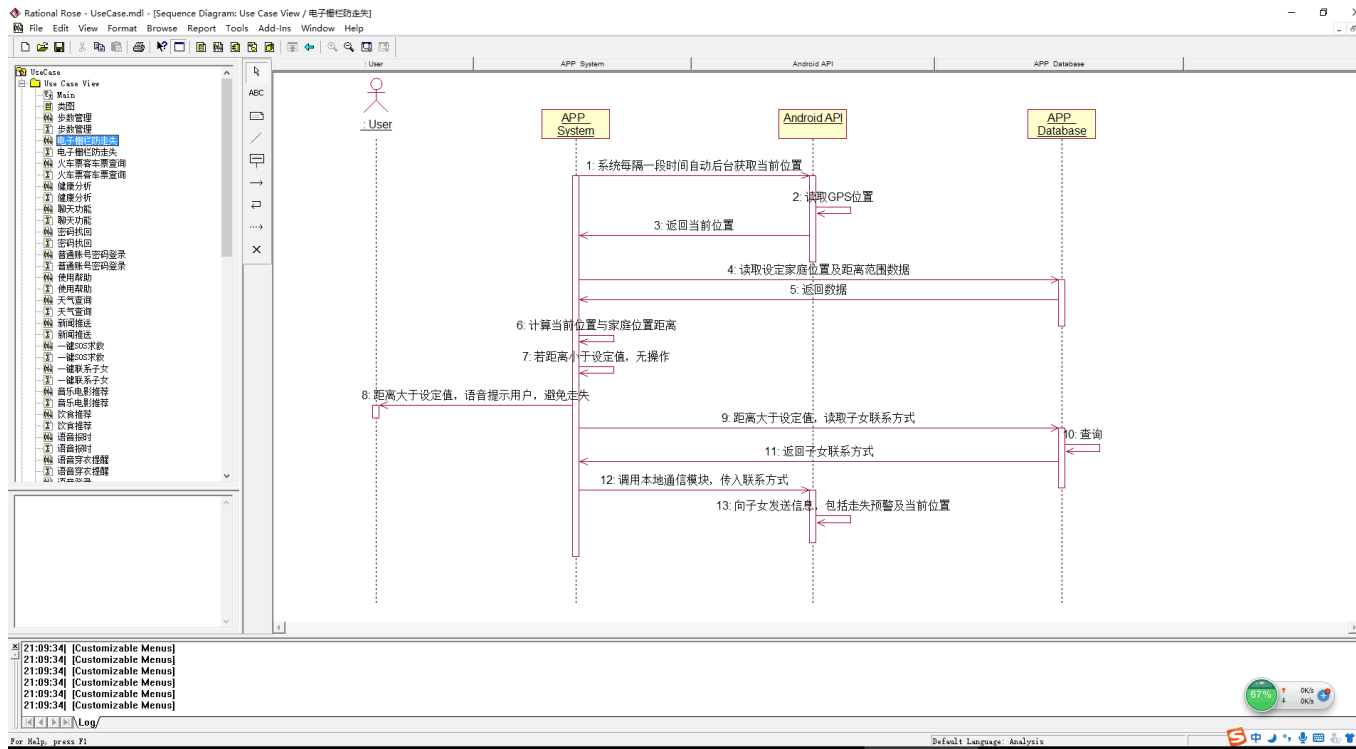 Rational Rose - UseCase.mdl - [Sequence Diagram: Use Case View / 电子栅栏防走失]
File Edit View Format Browse Report Tools Add-Ins Window Help
UseCase
Use Case View
Main
类图
步数管理
步数管理
电子栅栏防走失
电子栅栏防走失
火车票客车票查询
火车票客车票查询
健康分析
健康分析
聊天功能
聊天功能
密码找回
密码找回
普通账号密码登录
普通账号密码登录
使用帮助
使用帮助
天气查询
天气查询
新闻推送
新闻推送
一键SOS求救
一键SOS求救
一键联系子女
一键联系子女
音乐电影推荐
音乐电影推荐
饮食推荐
饮食推荐
语音报时
语音报时
语音穿衣提醒
语音穿衣提醒
ABC
: User APP System Android API APP Database
: User
APP System
Android API
APP Database
1: 系统每隔一段时间自动后台获取当前位置
2: 读取GPS位置
3: 返回当前位置
4: 读取设定家庭位置及距离范围数据
5: 返回数据
6: 计算当前位置与家庭位置距离
7: 若距离小于设定值，无操作
8: 距离大于设定值，语音提示用户，避免走失
9: 距离大于设定值，读取子女联系方式
10: 查询
11: 返回子女联系方式
12: 调用本地通信模块，传入联系方式
13: 向子女发送信息，包括走失预警及当前位置
21:09:34| [Customizable Menus]
21:09:34| [Customizable Menus]
21:09:34| [Customizable Menus]
21:09:34| [Customizable Menus]
21:09:34| [Customizable Menus]
21:09:34| [Customizable Menus]
Log
67%
0K/s
0K/s
For Help, press F1
Default Language: Analysis
中